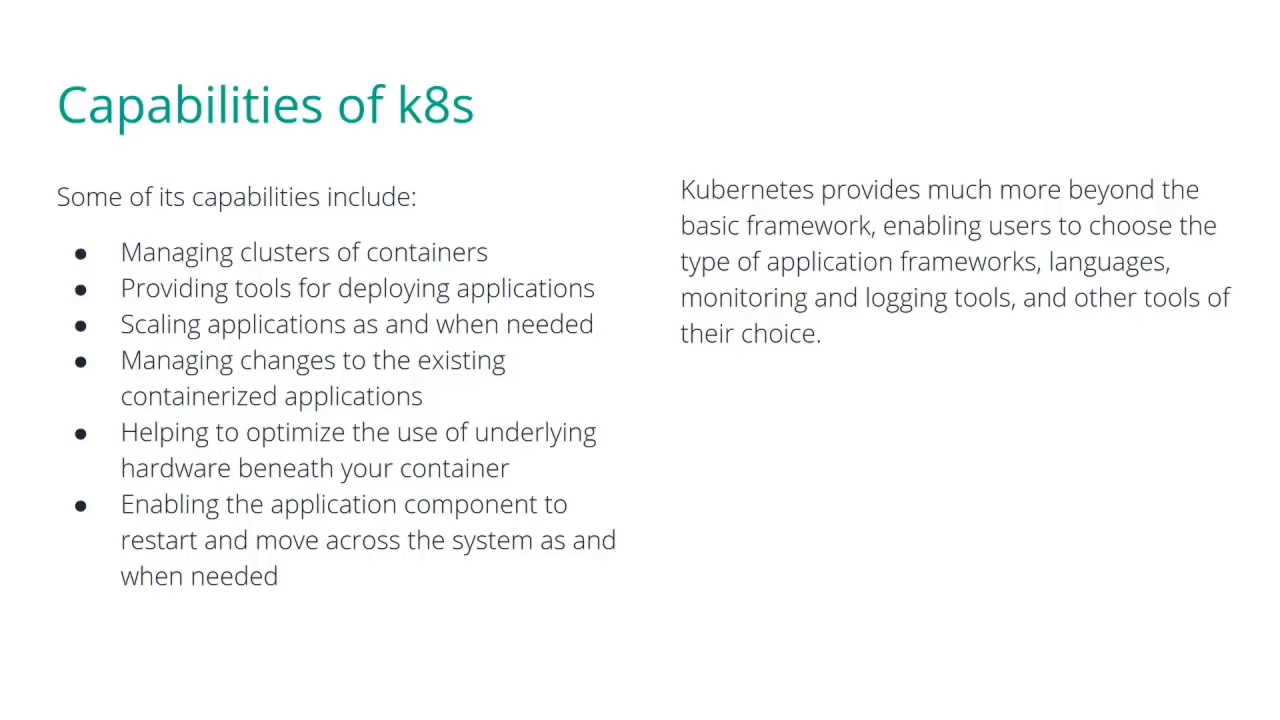 Capabilities of k8s
Some of its capabilities include:
● Managing clusters of containers
● Providing tools for deploying applications
● Scaling applications as and when needed
● Managing changes to the existing
containerized applications
● Helping to optimize the use of underlying
hardware beneath your container
● Enabling the application component to
restart and move across the system as and
when needed
Kubernetes provides much more beyond the
basic framework, enabling users to choose the
type of application frameworks, languages,
monitoring and logging tools, and other tools of
their choice.